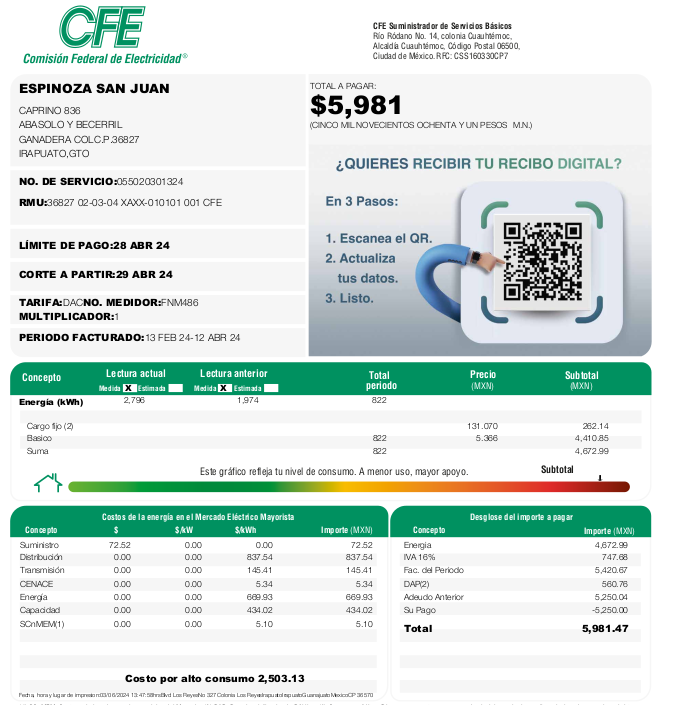 CFE
Comisión Federal de Electricidad®
CFE Suministrador de Servicios Básicos
Río Ródano No. 14, colonia Cuauhtémoc,
Alcaldía Cuauhtémoc, Código Postal 06500,
Ciudad de México. RFC: CSS160330CP7
ESPINOZA SAN JUAN
CAPRINO 836
ABASOLO Y BECERRIL
GANADERA COLC.P.36827
IRAPUATO,GTO
TOTAL A PAGAR:
$5,981
(CINCO MIL NOVECIENTOS OCHENTA Y UN PESOS M.N.)
NO. DE SERVICIO:055020301324
RMU:36827 02-03-04 XAXX-010101 001 CFE
LÍMITE DE PAGO:28 ABR 24
CORTE A PARTIR:29 ABR 24
TARIFA:DACNO. MEDIDOR:FNM486
MULTIPLICADOR:1
PERIODO FACTURADO:13 FEB 24-12 ABR 24
¿QUIERES RECIBIR TU RECIBO DIGITAL?
En 3 Pasos:
1. Escanea el QR.
2. Actualiza
tus datos.
3. Listo.
Concepto Lectura actual Lectura anterior Total periodo Precio (MXN) Subtotal (MXN)
Medida X Estimada Medida X Estimada
Energía (kWh) 2,796 1,974 822
Cargo fijo (2) 131.070 262.14
Basico 822 5.366 4,410.85
Suma 822 4,672.99
Este gráfico refleja tu nivel de consumo. A menor uso, mayor apoyo. Subtotal
Costos de la energía en el Mercado Eléctrico Mayorista
Concepto $ $/kW $/kWh Importe (MXN)
Suministro 72.52 0.00 0.00 72.52
Distribución 0.00 0.00 837.54 837.54
Transmisión 0.00 0.00 145.41 145.41
CENACE 0.00 0.00 5.34 5.34
Energía 0.00 0.00 669.93 669.93
Capacidad 0.00 0.00 434.02 434.02
SCnMEM(1) 0.00 0.00 5.10 5.10
Costo por alto consumo 2,503.13
Fecha, hora y lugar de impresion:03/06/2024 13:47:58hrsBlvd Los ReyesNo 327 Colonia Los ReyesIrapuatoIrapuatoGuanajuatoMexicoCP 36570
Desglose del importe a pagar
Concepto Importe (MXN)
Energia 4,672.99
IVA 16% 747.68
Fac. del Periodo 5,420.67
DAP(2) 560.76
Adeudo Anterior 5,250.04
Su Pago -5,250.00
Total 5,981.47